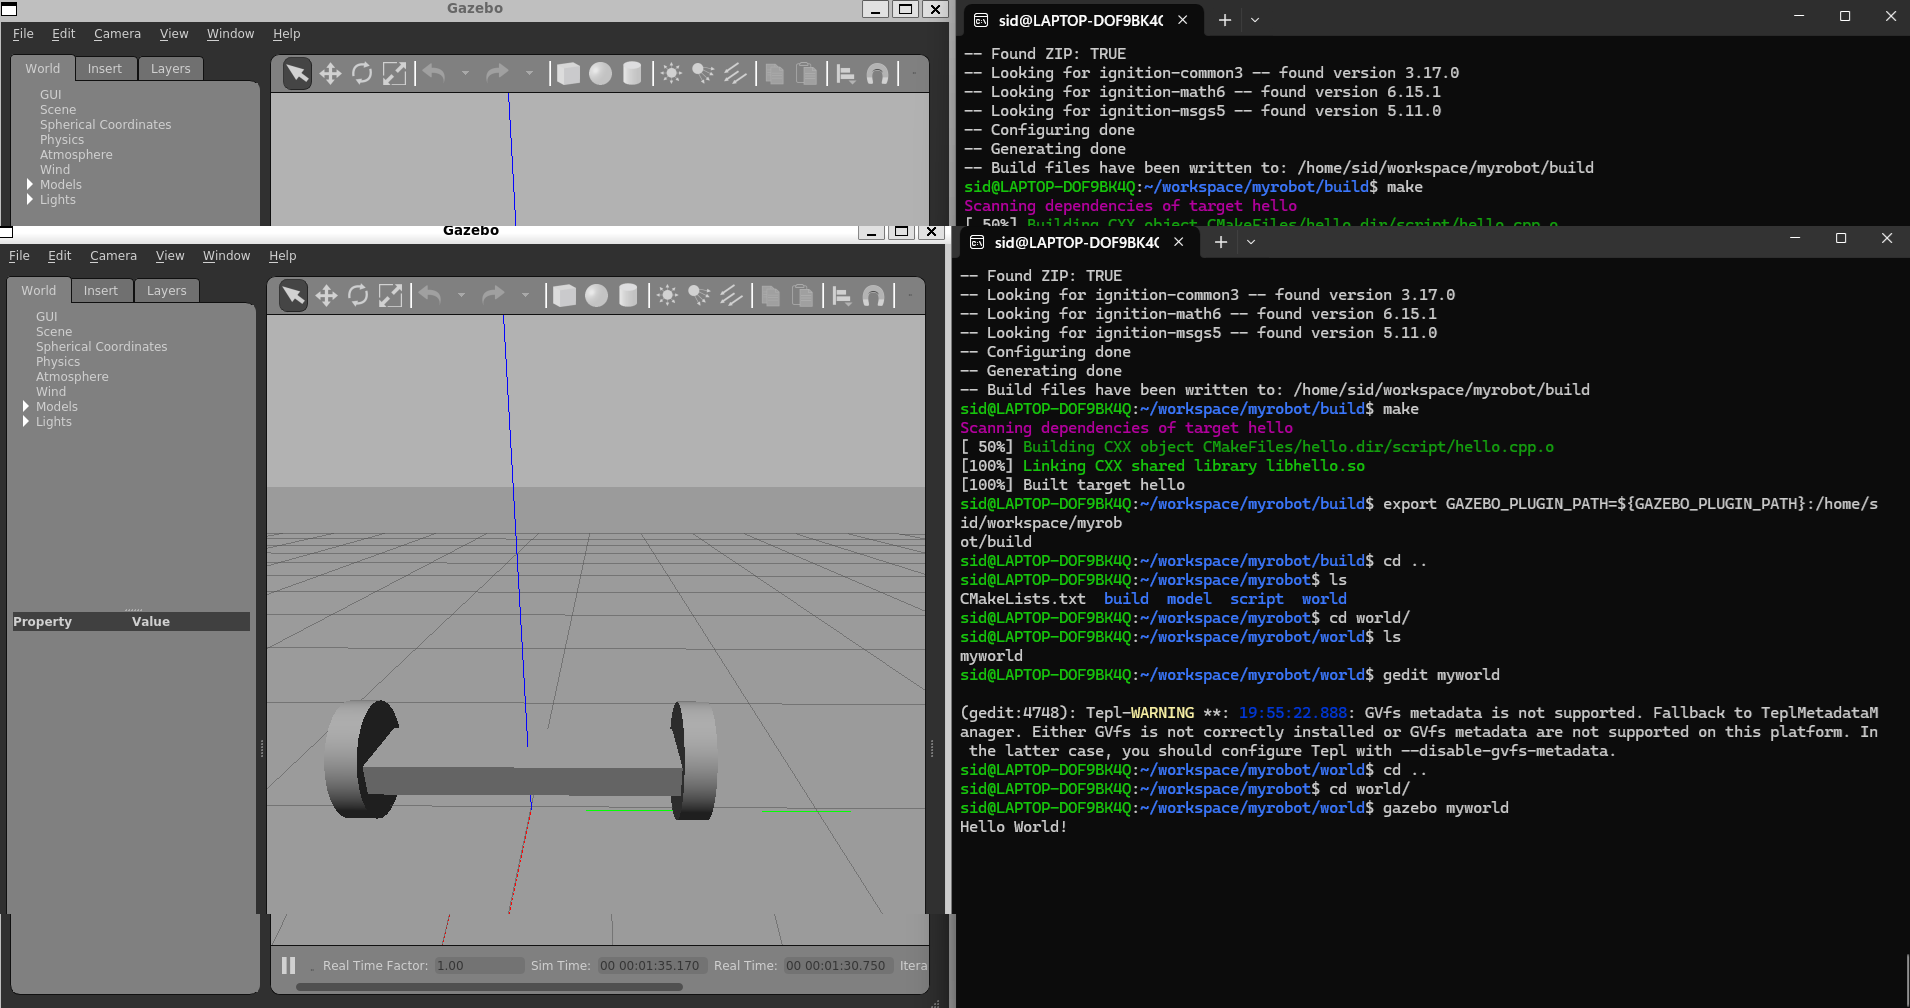 Gazebo
File Edit Camera View Window Help
World Insert Layers
GUI
Scene
Spherical Coordinates
Physics
Atmosphere
Wind
Models
Lights
sid@LAPTOP-DOF9BK4(
-- Found ZIP: TRUE
-- Looking for ignition-common3 -- found version 3.17.0
-- Looking for ignition-math6 -- found version 6.15.1
-- Looking for ignition-msgs5 -- found version 5.11.0
-- Configuring done
-- Generating done
-- Build files have been written to: /home/sid/workspace/myrobot/build
sid@LAPTOP-DOF9BK4Q:~/workspace/myrobot/build$ make
Scanning dependencies of target hello
[ 50%] Building CXX object CMakeFiles/hello.dir/script/hello.cpp.o
Gazebo
File Edit Camera View Window Help
World Insert Layers
GUI
Scene
Spherical Coordinates
Physics
Atmosphere
Wind
Models
Lights
Property Value
Real Time Factor: 1.00 Sim Time: 00 00:01:35.170 Real Time: 00 00:01:30.750 Itera
sid@LAPTOP-DOF9BK4(
-- Found ZIP: TRUE
-- Looking for ignition-common3 -- found version 3.17.0
-- Looking for ignition-math6 -- found version 6.15.1
-- Looking for ignition-msgs5 -- found version 5.11.0
-- Configuring done
-- Generating done
-- Build files have been written to: /home/sid/workspace/myrobot/build
sid@LAPTOP-DOF9BK4Q:~/workspace/myrobot/build$ make
Scanning dependencies of target hello
[ 50%] Building CXX object CMakeFiles/hello.dir/script/hello.cpp.o
[100%] Linking CXX shared library libhello.so
[100%] Built target hello
sid@LAPTOP-DOF9BK4Q:~/workspace/myrobot/build$ export GAZEBO_PLUGIN_PATH=${GAZEBO_PLUGIN_PATH}:/home/s
id/workspace/myrob
ot/build
sid@LAPTOP-DOF9BK4Q:~/workspace/myrobot/build$ cd ..
sid@LAPTOP-DOF9BK4Q:~/workspace/myrobot$ ls
CMakeLists.txt build model script world
sid@LAPTOP-DOF9BK4Q:~/workspace/myrobot$ cd world/
sid@LAPTOP-DOF9BK4Q:~/workspace/myrobot/world$ ls
myworld
sid@LAPTOP-DOF9BK4Q:~/workspace/myrobot/world$ gedit myworld
(gedit:4748): Tepl-WARNING **: 19:55:22.888: GVfs metadata is not supported. Fallback to TeplMetadataM
anager. Either GVfs is not correctly installed or GVfs metadata are not supported on this platform. In
the latter case, you should configure Tepl with --disable-gvfs-metadata.
sid@LAPTOP-DOF9BK4Q:~/workspace/myrobot/world$ cd ..
sid@LAPTOP-DOF9BK4Q:~/workspace/myrobot$ cd world/
sid@LAPTOP-DOF9BK4Q:~/workspace/myrobot/world$ gazebo myworld
Hello World!